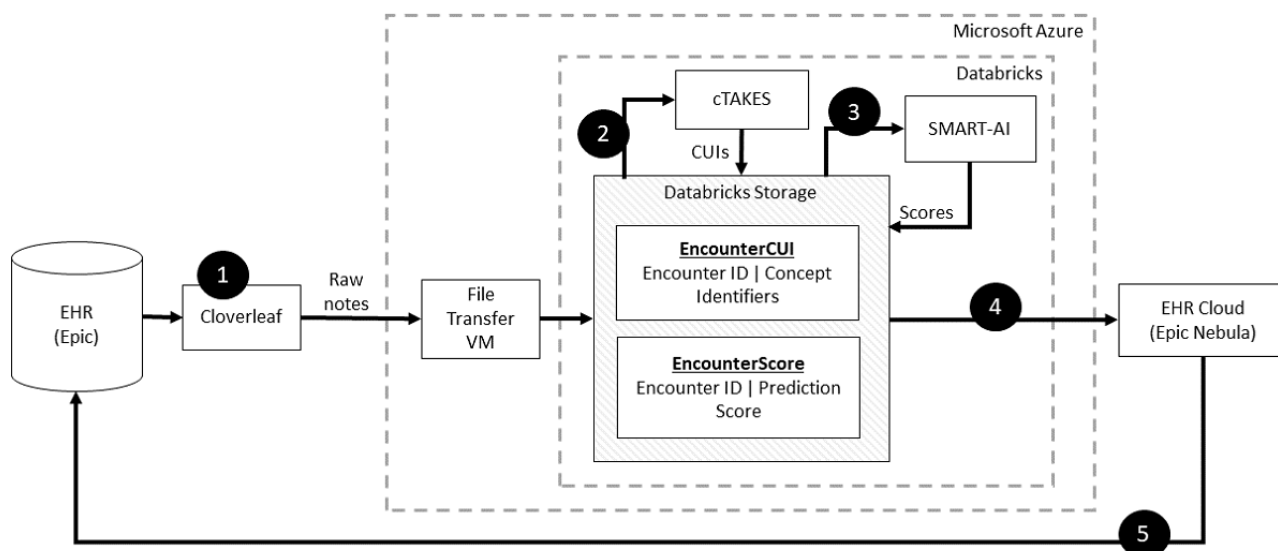 Microsoft Azure
Databricks
cTAKES
2
3
SMART-AI
CUIs
Databricks Storage
Scores
EncounterCUI
Encounter ID | Concept
Identifiers
1
EHR
(Epic)
Cloverleaf
Raw
notes
File
Transfer
VM
4
EHR Cloud
(Epic Nebula)
EncounterScore
Encounter ID | Prediction
Score
5